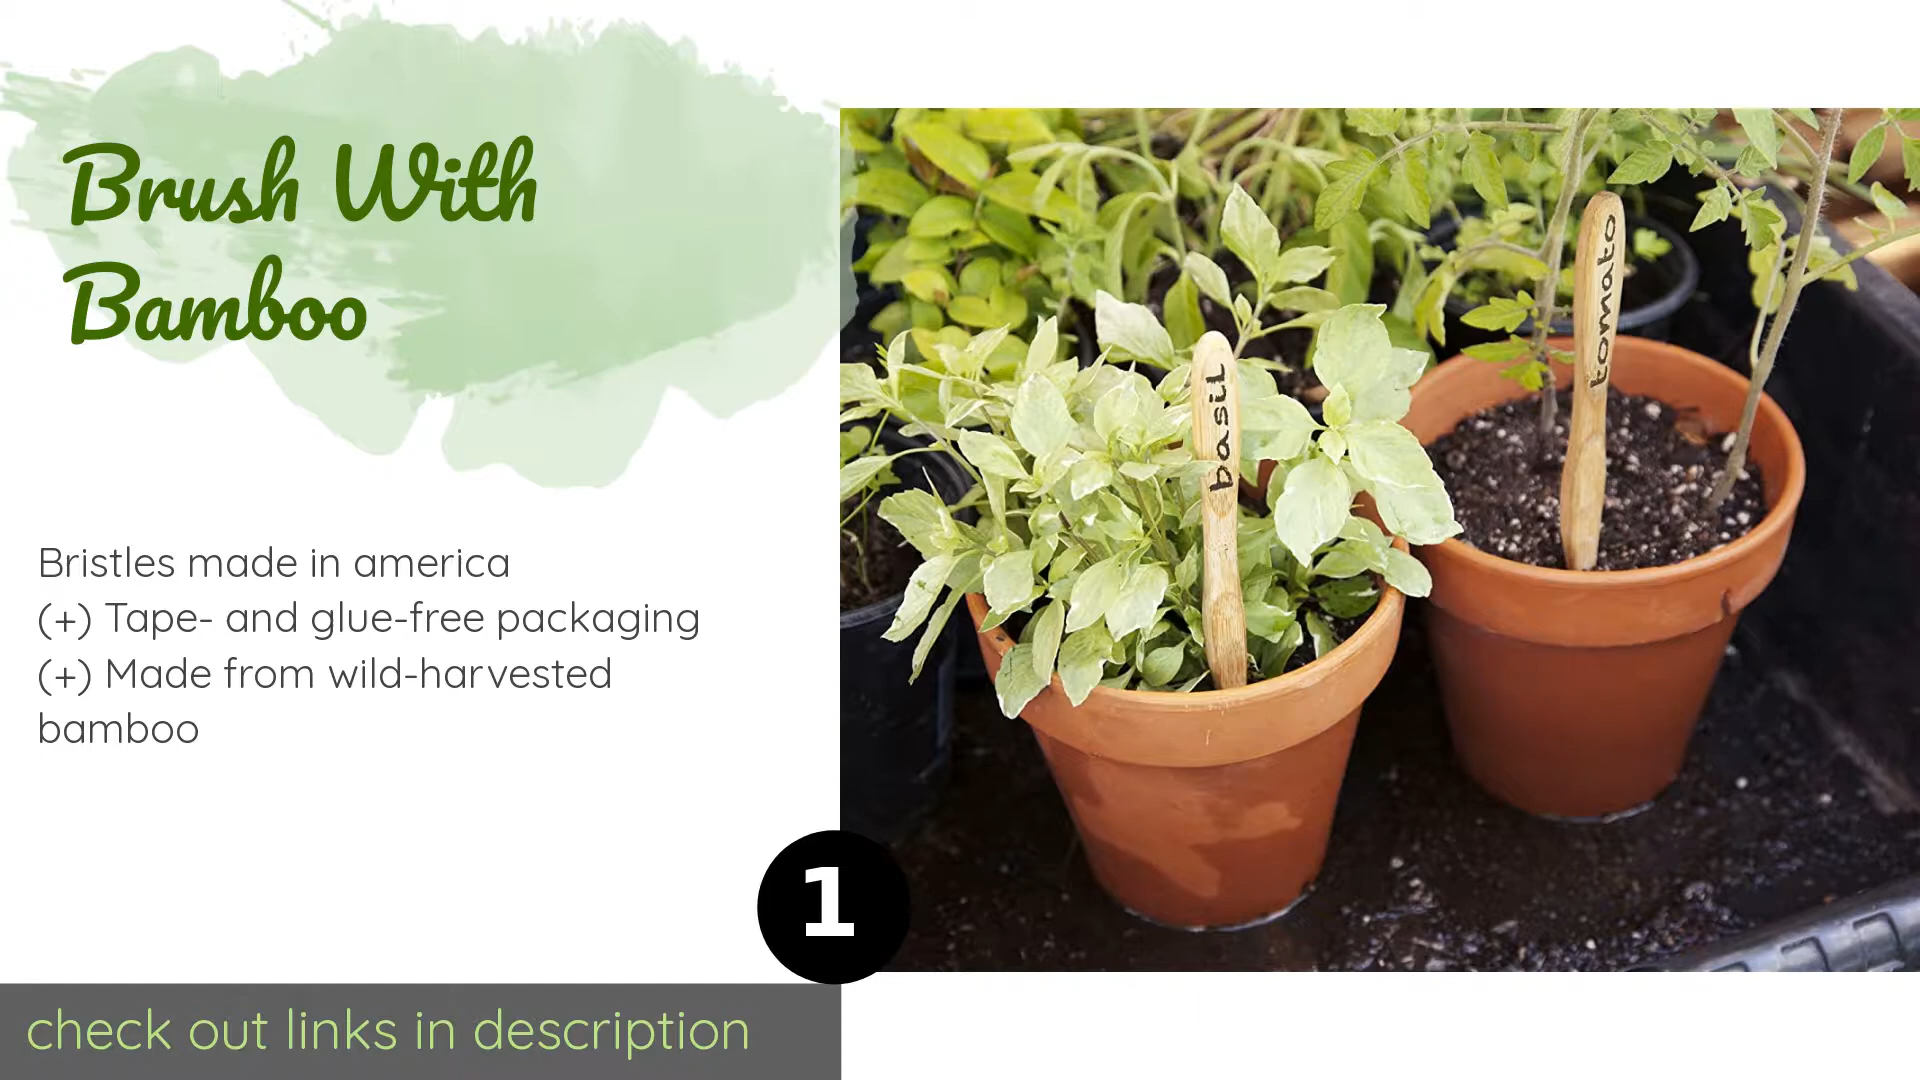 Brush With
Bamboo
Bristles made in america
(+) Tape- and glue-free packaging
(+) Made from wild-harvested
bamboo
basil
tomato
1
check out links in description